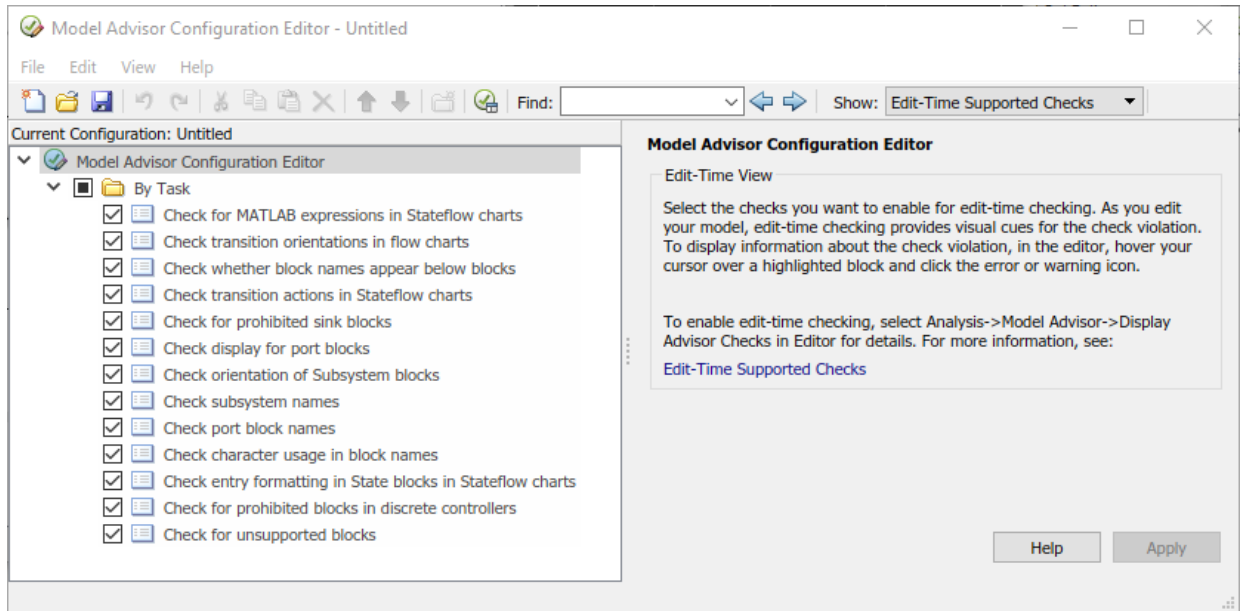 Model Advisor Configuration Editor - Untitled
File Edit View Help
Find:
Show: Edit-Time Supported Checks
Current Configuration: Untitled
Model Advisor Configuration Editor
By Task
Check for MATLAB expressions in Stateflow charts
Check transition orientations in flow charts
Check whether block names appear below blocks
Check transition actions in Stateflow charts
Check for prohibited sink blocks
Check display for port blocks
Check orientation of Subsystem blocks
Check subsystem names
Check port block names
Check character usage in block names
Check entry formatting in State blocks in Stateflow charts
Check for prohibited blocks in discrete controllers
Check for unsupported blocks
Model Advisor Configuration Editor
Edit-Time View
Select the checks you want to enable for edit-time checking. As you edit
your model, edit-time checking provides visual cues for the check violation.
To display information about the check violation, in the editor, hover your
cursor over a highlighted block and click the error or warning icon.
To enable edit-time checking, select Analysis->Model Advisor->Display
Advisor Checks in Editor for details. For more information, see:
Edit-Time Supported Checks
Help
Apply